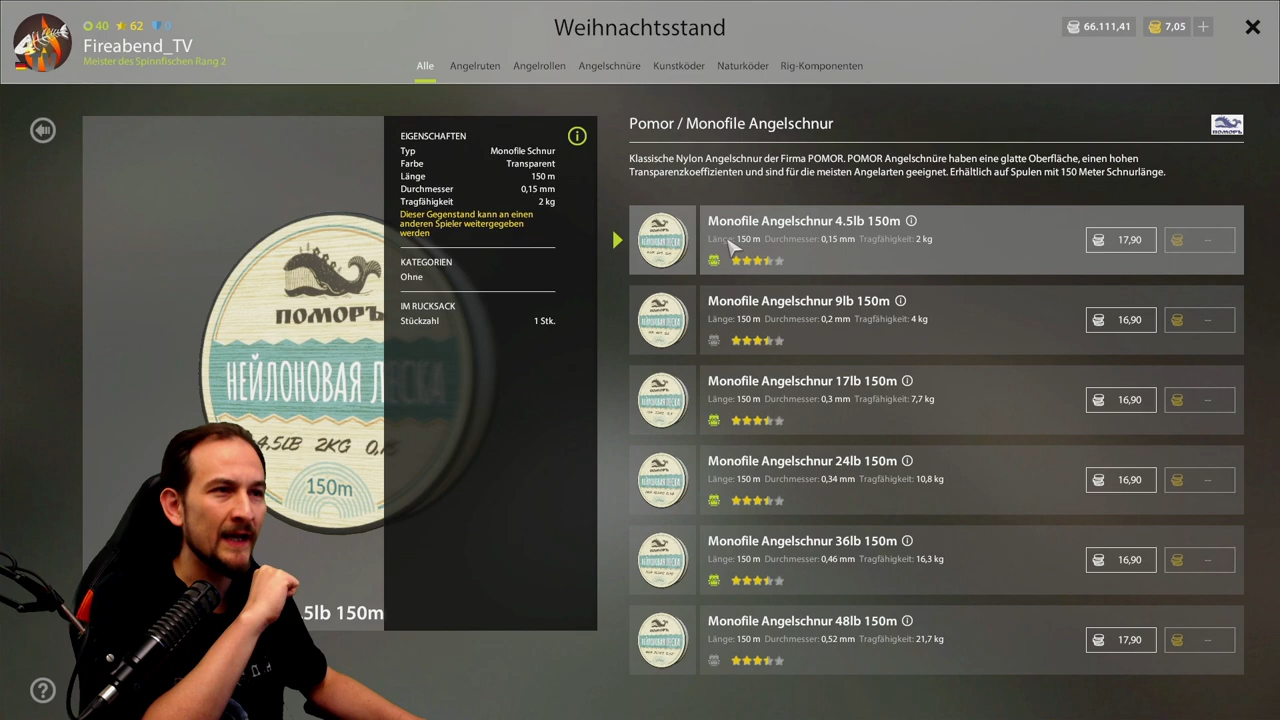 40 62 0
Fireabend_TV
Meister des Spinnfischen Rang 2
Weihnachtsstand
66.111,41
7,05
Alle Angelruten Angelrollen Angelschnüre Kunstköder Naturköder Rig-Komponenten
EIGENSCHAFTEN
Typ Monofile Schnur
Farbe Transparent
Länge 150 m
Durchmesser 0,15 mm
Tragfähigkeit 2 kg
Dieser Gegenstand kann an einen
anderen Spieler weitergegeben
werden
KATEGORIEN
Ohne
IM RUCKSACK
Stückzahl 1 Stk.
ПОМОРЪ
НЕЙЛОНОВАЯ ЛЕСКА
4,5LB 2KG 0,15
150m
5lb 150m
Pomor / Monofile Angelschnur
ПОМОРЪ
Klassische Nylon Angelschnur der Firma POMOR. POMOR Angelschnüre haben eine glatte Oberfläche, einen hohen
Transparenzkoeffizienten und sind für die meisten Angelarten geeignet. Erhältlich auf Spulen mit 150 Meter Schnurlänge.
Monofile Angelschnur 4.5lb 150m
Länge: 150 m Durchmesser: 0,15 mm Tragfähigkeit: 2 kg
17,90 --
Monofile Angelschnur 9lb 150m
Länge: 150 m Durchmesser: 0,2 mm Tragfähigkeit: 4 kg
16,90 --
Monofile Angelschnur 17lb 150m
Länge: 150 m Durchmesser: 0,3 mm Tragfähigkeit: 7,7 kg
16,90 --
Monofile Angelschnur 24lb 150m
Länge: 150 m Durchmesser: 0,34 mm Tragfähigkeit: 10,8 kg
16,90 --
Monofile Angelschnur 36lb 150m
Länge: 150 m Durchmesser: 0,46 mm Tragfähigkeit: 16,3 kg
16,90 --
Monofile Angelschnur 48lb 150m
Länge: 150 m Durchmesser: 0,52 mm Tragfähigkeit: 21,7 kg
17,90 --